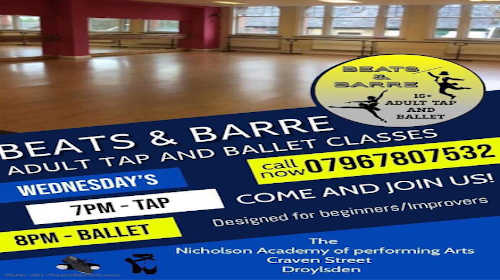 BEATS
&
BARRE
16+
ADULT TAP
AND
BALLET
BEATS & BARRE
ADULT TAP AND BALLET CLASSES
call
now 07967807532
WEDNESDAY'S
7PM - TAP
8PM - BALLET
COME AND JOIN US!
Designed for beginners/Improvers
The
Nicholson Academy of performing Arts
Craven Street
Droylsden